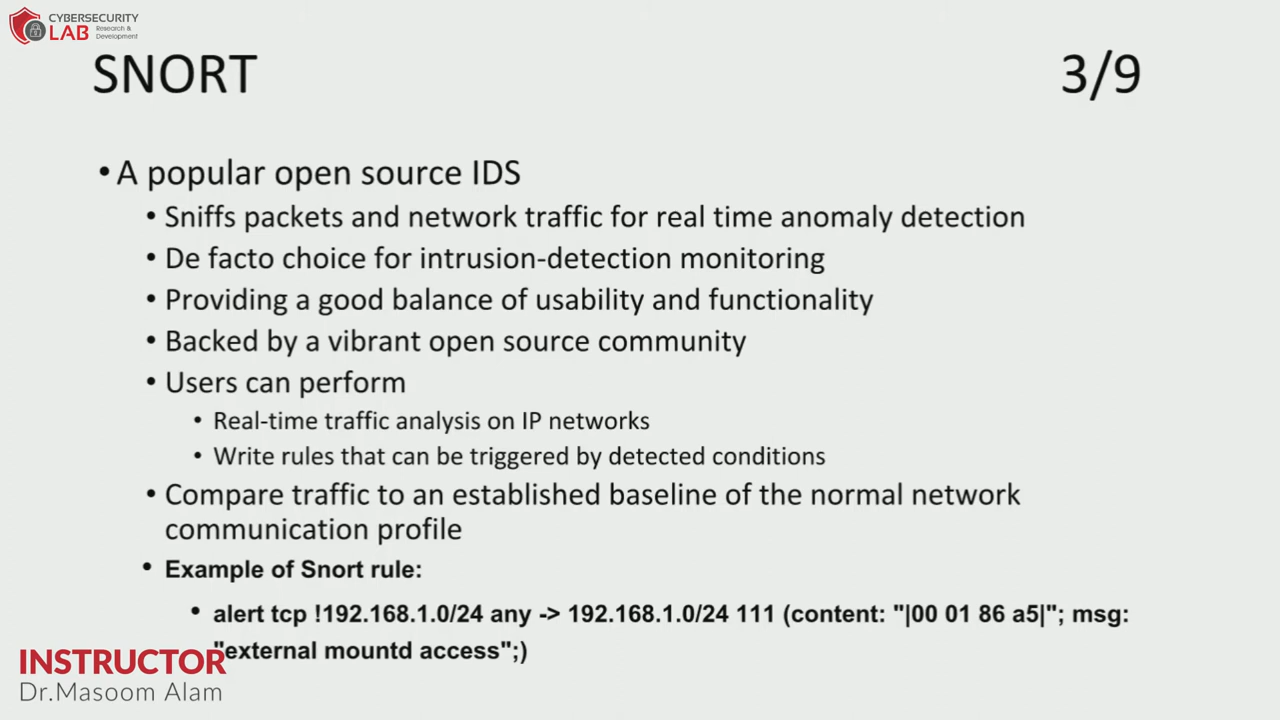 CYBERSECURITY
LAB Research & Development
SNORT 3/9
• A popular open source IDS
• Sniffs packets and network traffic for real time anomaly detection
• De facto choice for intrusion-detection monitoring
• Providing a good balance of usability and functionality
• Backed by a vibrant open source community
• Users can perform
• Real-time traffic analysis on IP networks
• Write rules that can be triggered by detected conditions
• Compare traffic to an established baseline of the normal network
communication profile
• Example of Snort rule:
• alert tcp !192.168.1.0/24 any -> 192.168.1.0/24 111 (content: "|00 01 86 a5|"; msg:
"external mountd access";)
INSTRUCTOR
Dr.Masoom Alam